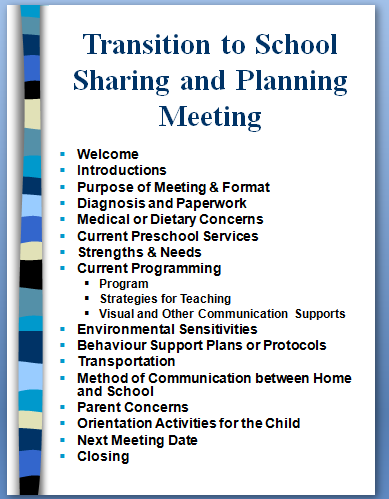 Transition to School
Sharing and Planning
Meeting
Welcome
Introductions
Purpose of Meeting & Format
Diagnosis and Paperwork
Medical or Dietary Concerns
Current Preschool Services
Strengths & Needs
Current Programming
Program
Strategies for Teaching
Visual and Other Communication Supports
Environmental Sensitivities
Behaviour Support Plans or Protocols
Transportation
Method of Communication between Home
and School
Parent Concerns
Orientation Activities for the Child
Next Meeting Date
Closing